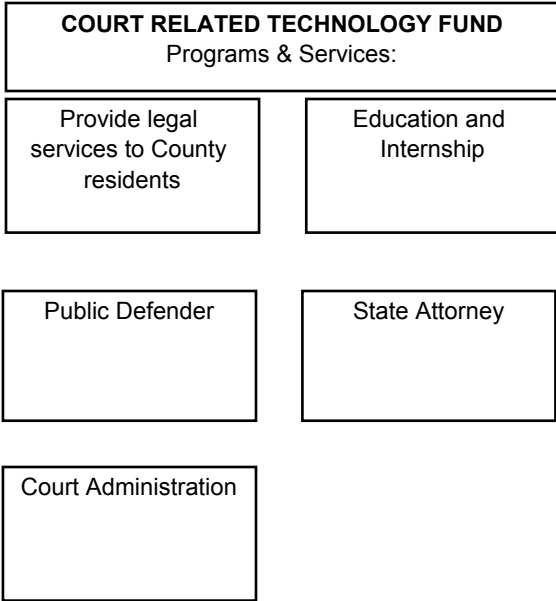 COURT RELATED TECHNOLOGY FUND
Programs & Services:
Provide legal
services to County
residents
Education and
Internship
Public Defender
State Attorney
Court Administration